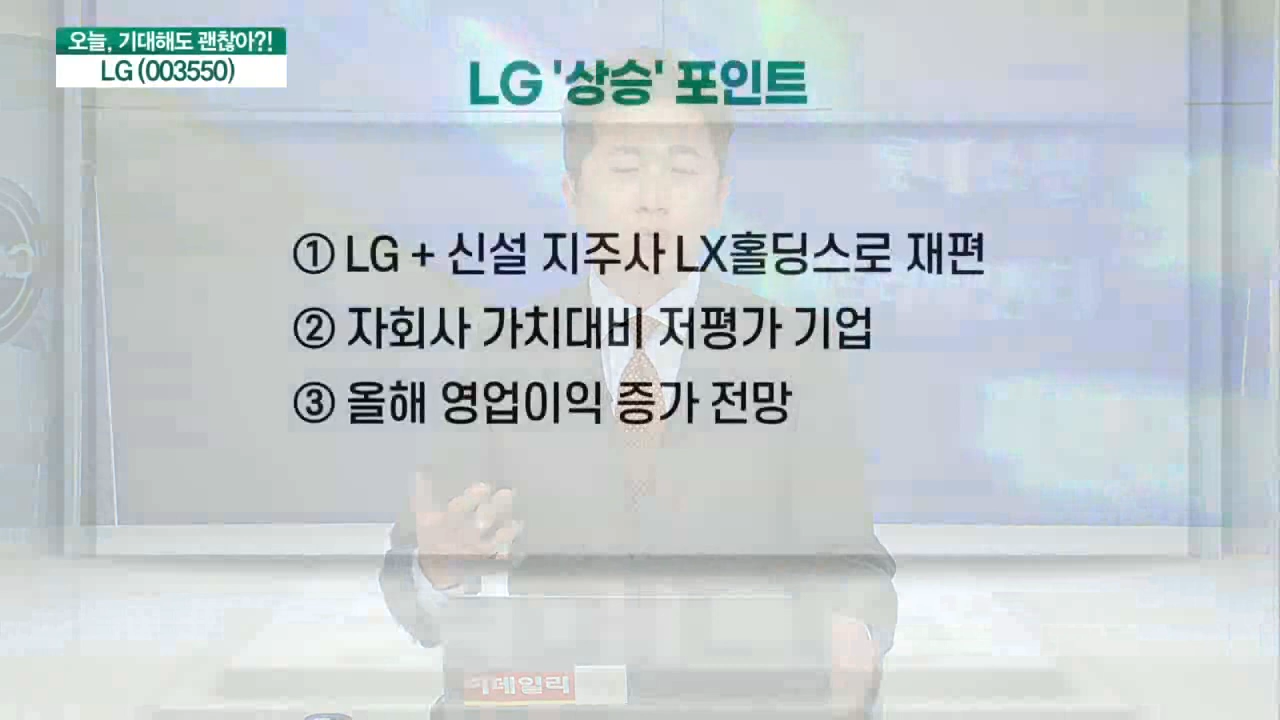 오늘, 기대해도 괜찮아?!
LG (003550)
LG '상승' 포인트
① LG + 신설 지주사 LX홀딩스로 재편
② 자회사 가치대비 저평가 기업
③ 올해 영업이익 증가 전망
이데일리